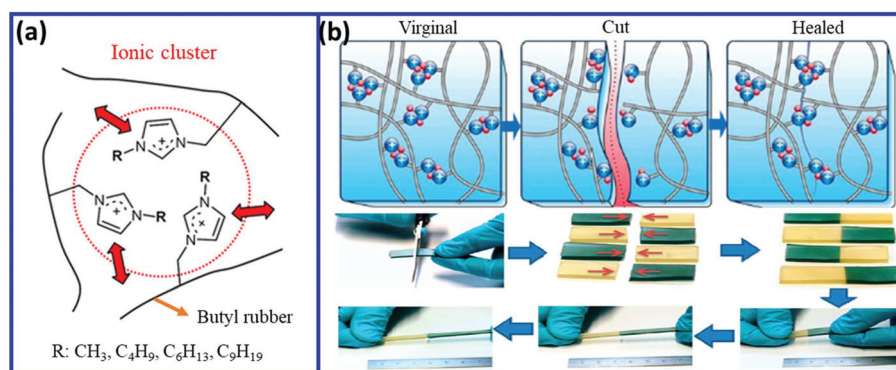 (a)
Ionic cluster
R
N
N
+
R
N
N
+
R
N
N
+
Butyl rubber
R: CH₃, C₄H₉, C₆H₁₃, C₉H₁₉
(b)
Virginal
Cut
Healed